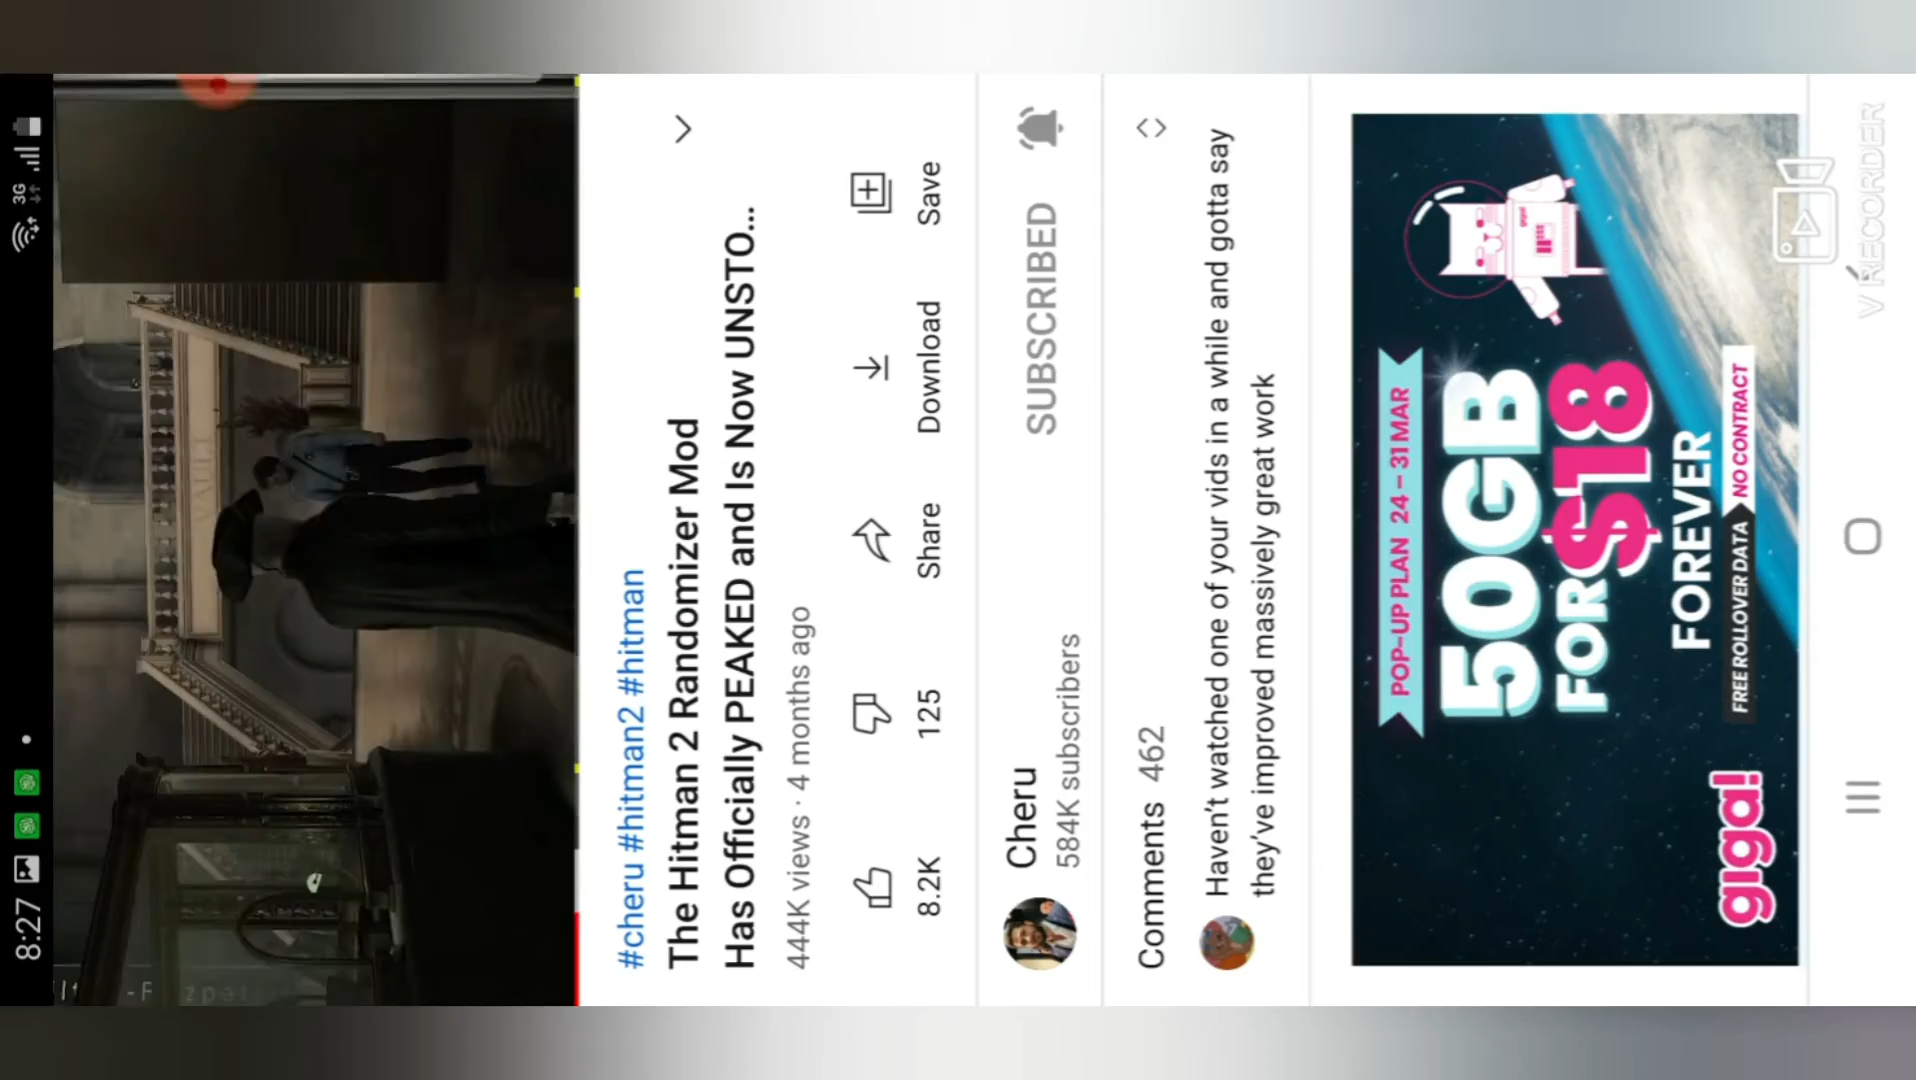 8:27
3G
#cheru #hitman2 #hitman
The Hitman 2 Randomizer Mod
Has Officially PEAKED and Is Now UNSTO...
444K views · 4 months ago
8.2K
125
Share
Download
Save
Cheru
584K subscribers
SUBSCRIBED
Comments 462
Haven't watched one of your vids in a while and gotta say
they've improved massively great work
POP-UP PLAN 24 – 31 MAR
50GB
FOR $18
FOREVER
FREE ROLLOVER DATA NO CONTRACT
giga!
V RECORDER